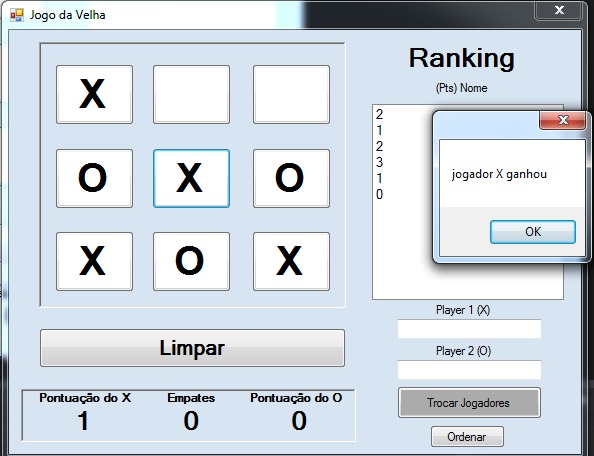 Jogo da Velha
X
X
O X O
X O X
Limpar
Pontuação do X Empates Pontuação do O
1 0 0
Ranking
(Pts) Nome
2
1
2
3
1
0
X
jogador X ganhou
OK
Player 1 (X)
Player 2 (O)
Trocar Jogadores
Ordenar